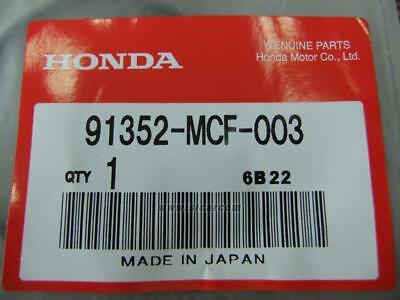 GENUINE PARTS
HONDA Honda Motor Co., Ltd.
91352-MCF-003
QTY 1 6B22
MADE IN JAPAN